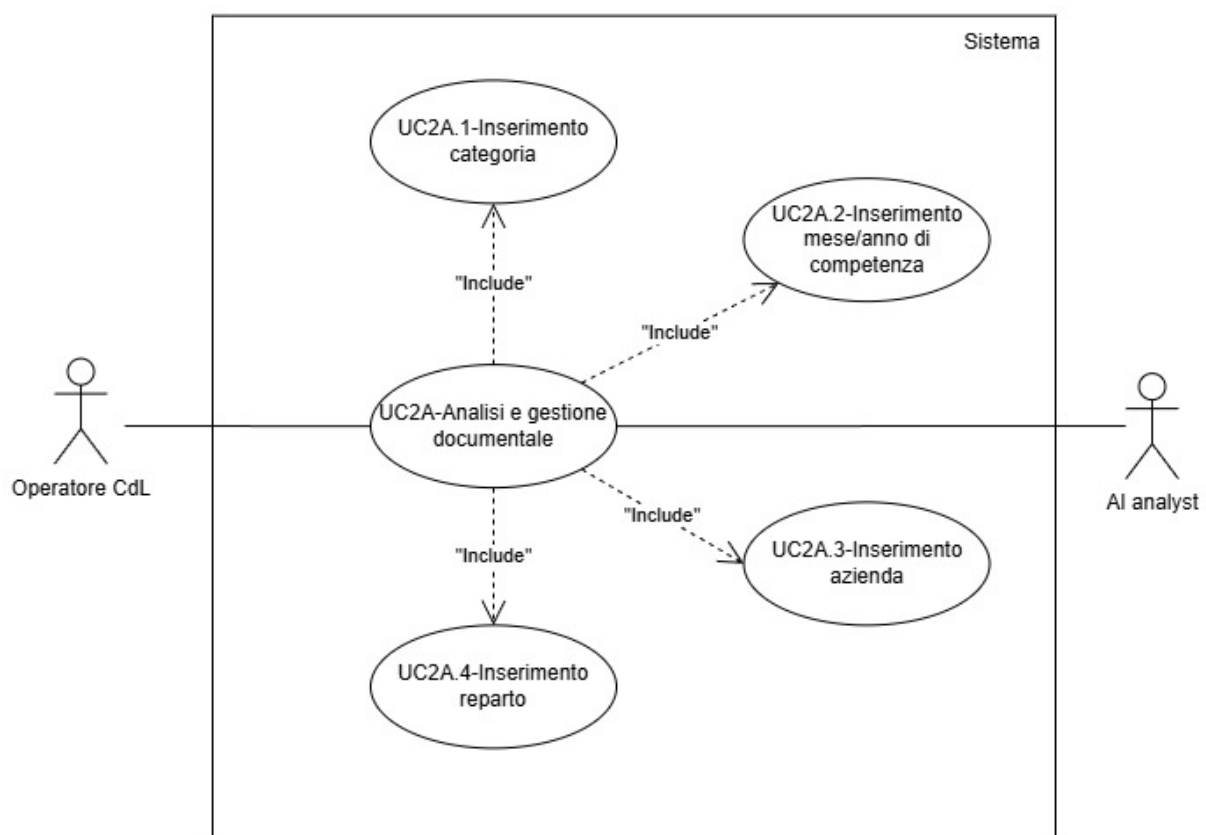 Sistema
UC2A.1-Inserimento
categoria
UC2A.2-Inserimento
mese/anno di
competenza
"Include"
"Include"
UC2A-Analisi e gestione
documentale
Operatore CdL
AI analyst
"Include"
"Include"
UC2A.3-Inserimento
azienda
UC2A.4-Inserimento
reparto